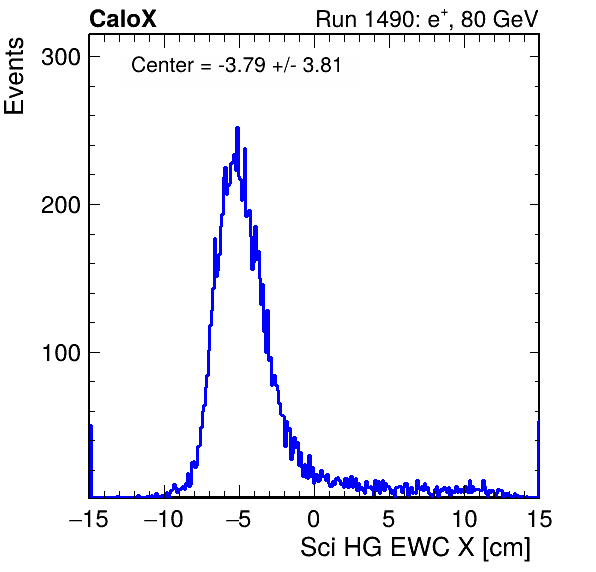 CaloX Run 1490: e⁺, 80 GeV
Events
Center = -3.79 +/- 3.81
300
200
100
−15 −10 −5 0 5 10 15
Sci HG EWC X [cm]